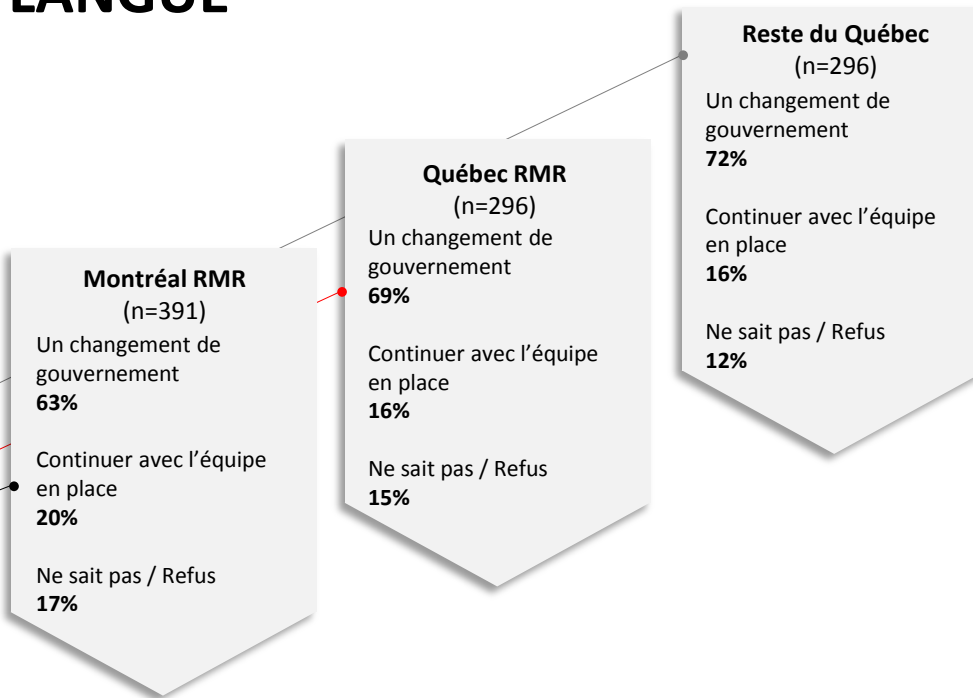 LANGUE
Montréal RMR
(n=391)
Un changement de
gouvernement
63%
Continuer avec l’équipe
en place
20%
Ne sait pas / Refus
17%
Québec RMR
(n=296)
Un changement de
gouvernement
69%
Continuer avec l’équipe
en place
16%
Ne sait pas / Refus
15%
Reste du Québec
(n=296)
Un changement de
gouvernement
72%
Continuer avec l’équipe
en place
16%
Ne sait pas / Refus
12%